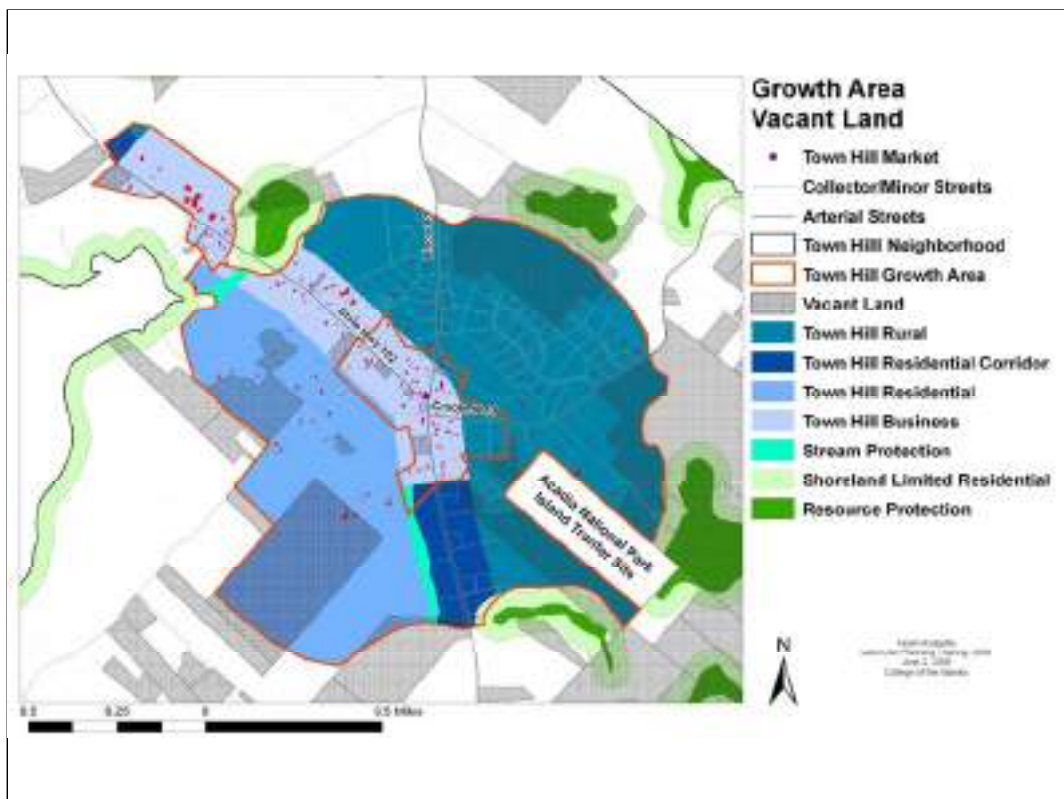 Growth Area
Vacant Land
Town Hill Market
Collector/Minor Streets
Arterial Streets
Town Hill Neighborhood
Town Hill Growth Area
Vacant Land
Town Hill Rural
Town Hill Residential Corridor
Town Hill Residential
Town Hill Business
Stream Protection
Shoreland Limited Residential
Resource Protection
State Hwy 102
Acadia National Park
Island
Site
N
College of the Atlantic
0.5 0.25 0 0.5 Miles